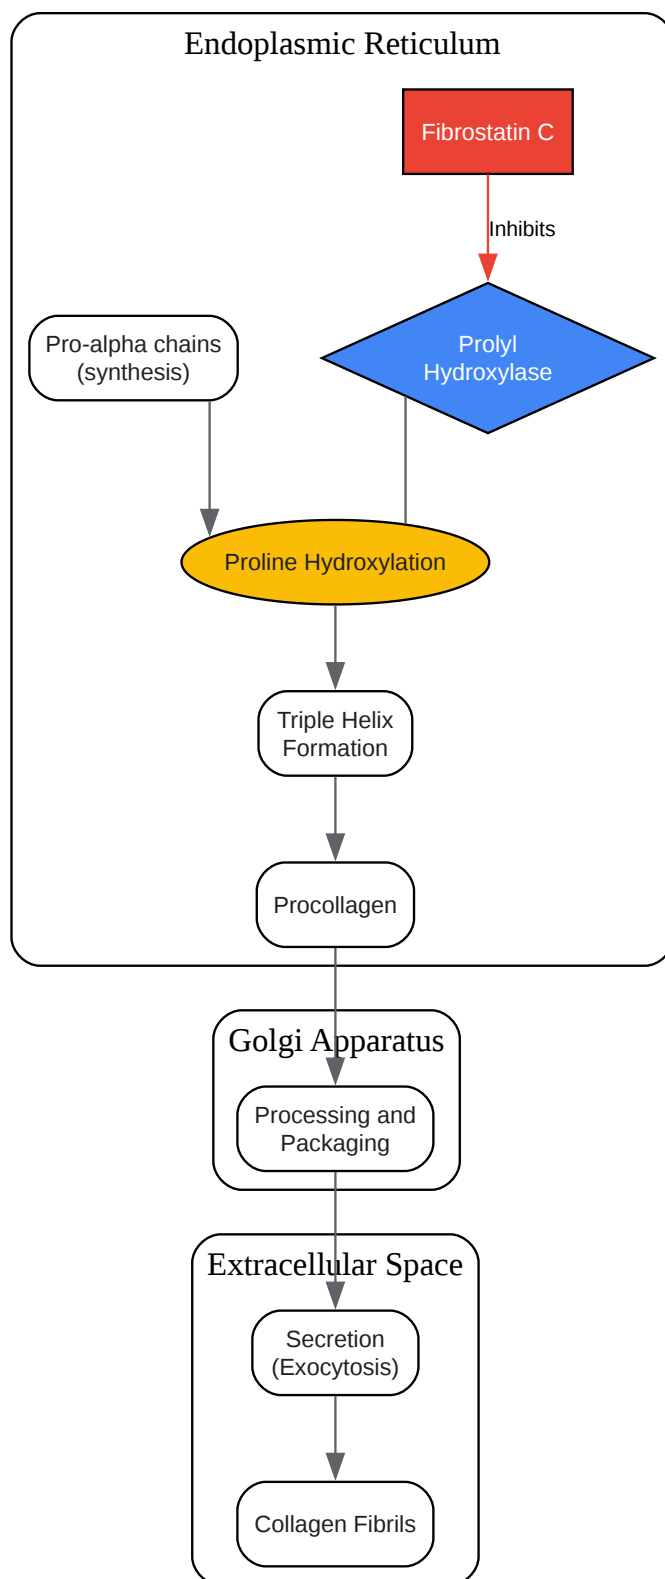 Endoplasmic Reticulum
Fibrostatin C
Inhibits
Pro-alpha chains
(synthesis)
Prolyl
Hydroxylase
Proline Hydroxylation
Triple Helix
Formation
Procollagen
Golgi Apparatus
Processing and
Packaging
Extracellular Space
Secretion
(Exocytosis)
Collagen Fibrils